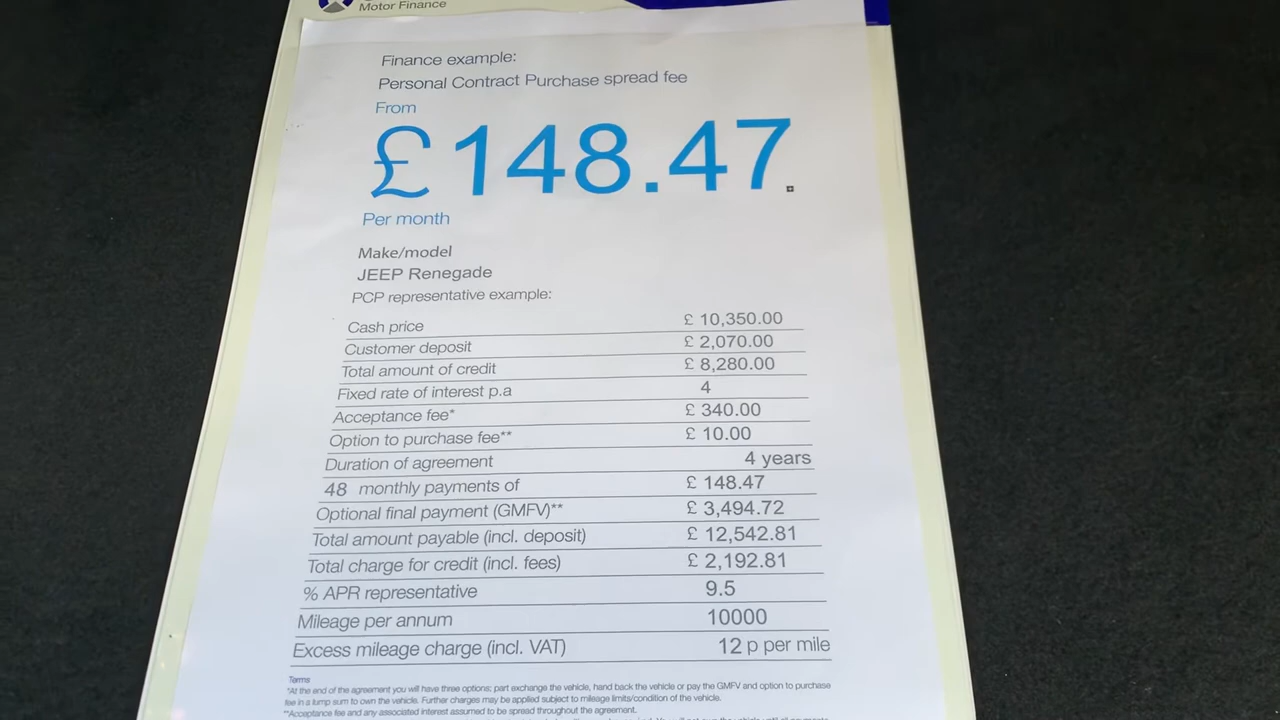 Motor Finance
Finance example:
Personal Contract Purchase spread fee
From
£148.47
Per month
Make/model
JEEP Renegade
PCP representative example:
Cash price £ 10,350.00
Customer deposit £ 2,070.00
Total amount of credit £ 8,280.00
Fixed rate of interest p.a 4
Acceptance fee* £ 340.00
Option to purchase fee** £ 10.00
Duration of agreement 4 years
48 monthly payments of £ 148.47
Optional final payment (GMFV)** £ 3,494.72
Total amount payable (incl. deposit) £ 12,542.81
Total charge for credit (incl. fees) £ 2,192.81
% APR representative 9.5
Mileage per annum 10000
Excess mileage charge (incl. VAT) 12 p per mile
Terms
*At the end of the agreement you will have three options: part exchange the vehicle, hand back the vehicle or pay the GMFV and option to purchase
fee in a lump sum to own the vehicle. Further charges may be applied subject to mileage limits/condition of the vehicle.
**Acceptance fee and any associated interest assumed to be spread throughout the agreement.